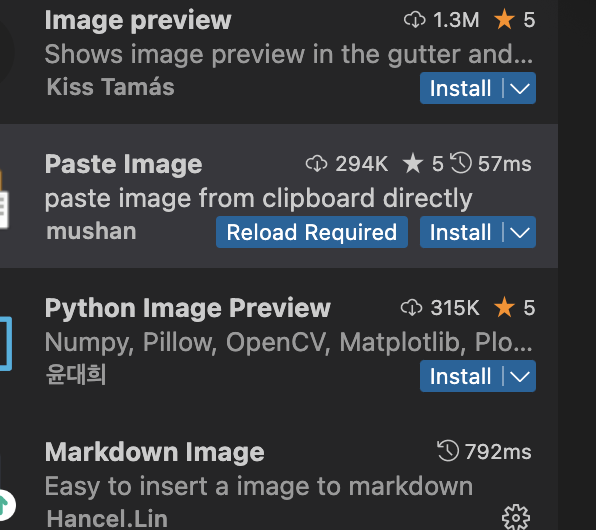 Image preview 1.3M 5
Shows image preview in the gutter and...
Kiss Tamás
Install
Paste Image 294K 5 57ms
paste image from clipboard directly
mushan Reload Required Install
Python Image Preview 315K 5
Numpy, Pillow, OpenCV, Matplotlib, Plo...
윤대희
Install
Markdown Image 792ms
Easy to insert a image to markdown
Hancel.Lin